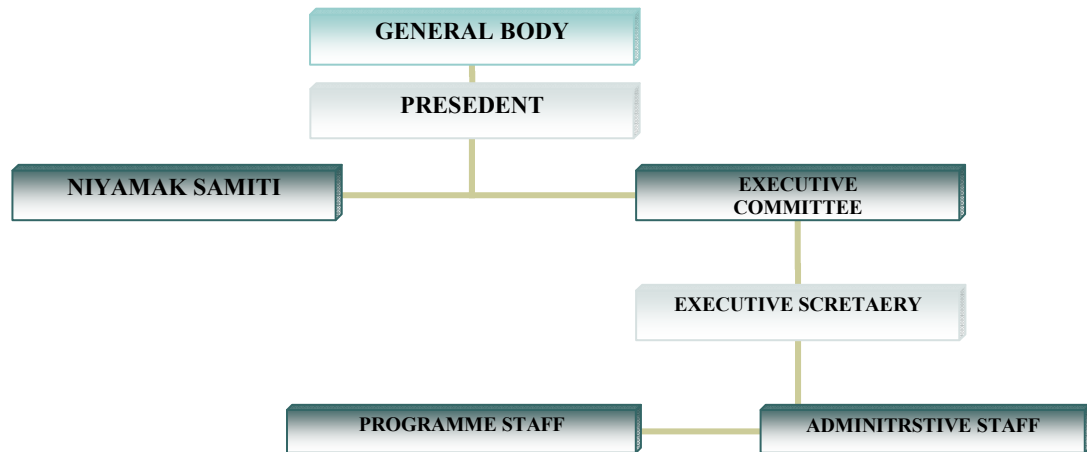 GENERAL BODY
PRESEDENT
NIYAMAK SAMITI
EXECUTIVE
COMMITTEE
EXECUTIVE SCRETAERY
PROGRAMME STAFF
ADMINITRSTIVE STAFF